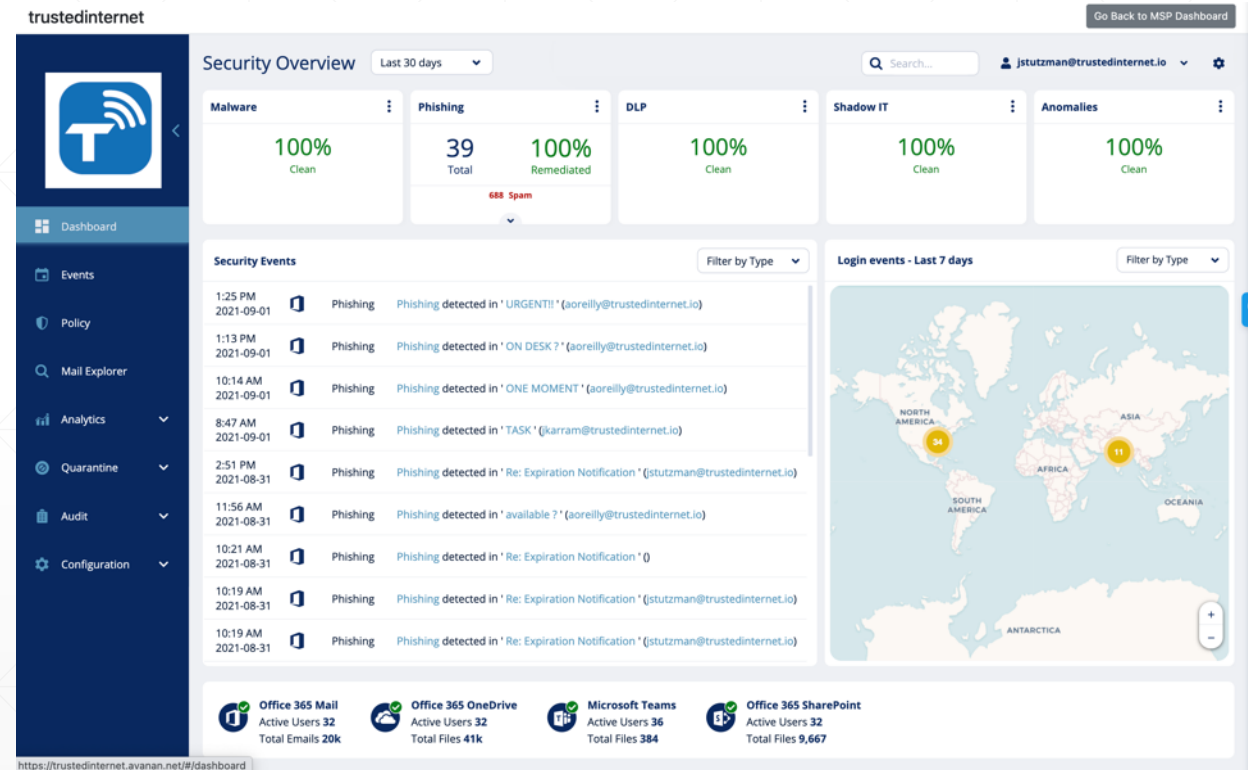 trustedinternet
Go Back to MSP Dashboard
T
Security Overview
Last 30 days
Search...
jstutzman@trustedinternet.io
Malware
100%
Clean
Phishing
39
Total
100%
Remediated
688 Spam
DLP
100%
Clean
Shadow IT
100%
Clean
Anomalies
100%
Clean
Dashboard
Events
Policy
Mail Explorer
Analytics
Quarantine
Audit
Configuration
Security Events
Filter by Type
1:25 PM
2021-09-01
Phishing
Phishing detected in ' URGENT!! ' (aoreilly@trustedinternet.io)
1:13 PM
2021-09-01
Phishing
Phishing detected in ' ON DESK ? ' (aoreilly@trustedinternet.io)
10:14 AM
2021-09-01
Phishing
Phishing detected in ' ONE MOMENT ' (aoreilly@trustedinternet.io)
8:47 AM
2021-09-01
Phishing
Phishing detected in ' TASK ' (jkarram@trustedinternet.io)
2:51 PM
2021-08-31
Phishing
Phishing detected in ' Re: Expiration Notification ' (jstutzman@trustedinternet.io)
11:56 AM
2021-08-31
Phishing
Phishing detected in ' available ? ' (aoreilly@trustedinternet.io)
10:21 AM
2021-08-31
Phishing
Phishing detected in ' Re: Expiration Notification ' ()
10:19 AM
2021-08-31
Phishing
Phishing detected in ' Re: Expiration Notification ' (jstutzman@trustedinternet.io)
10:19 AM
2021-08-31
Phishing
Phishing detected in ' Re: Expiration Notification ' (jstutzman@trustedinternet.io)
Login events - Last 7 days
Filter by Type
NORTH
AMERICA
34
ASIA
11
AFRICA
SOUTH
AMERICA
OCEANIA
ANTARCTICA
+
−
Office 365 Mail
Active Users 32
Total Emails 20k
Office 365 OneDrive
Active Users 32
Total Files 41k
Microsoft Teams
Active Users 36
Total Files 384
Office 365 SharePoint
Active Users 32
Total Files 9,667
https://trustedinternet.avanan.net/#/dashboard